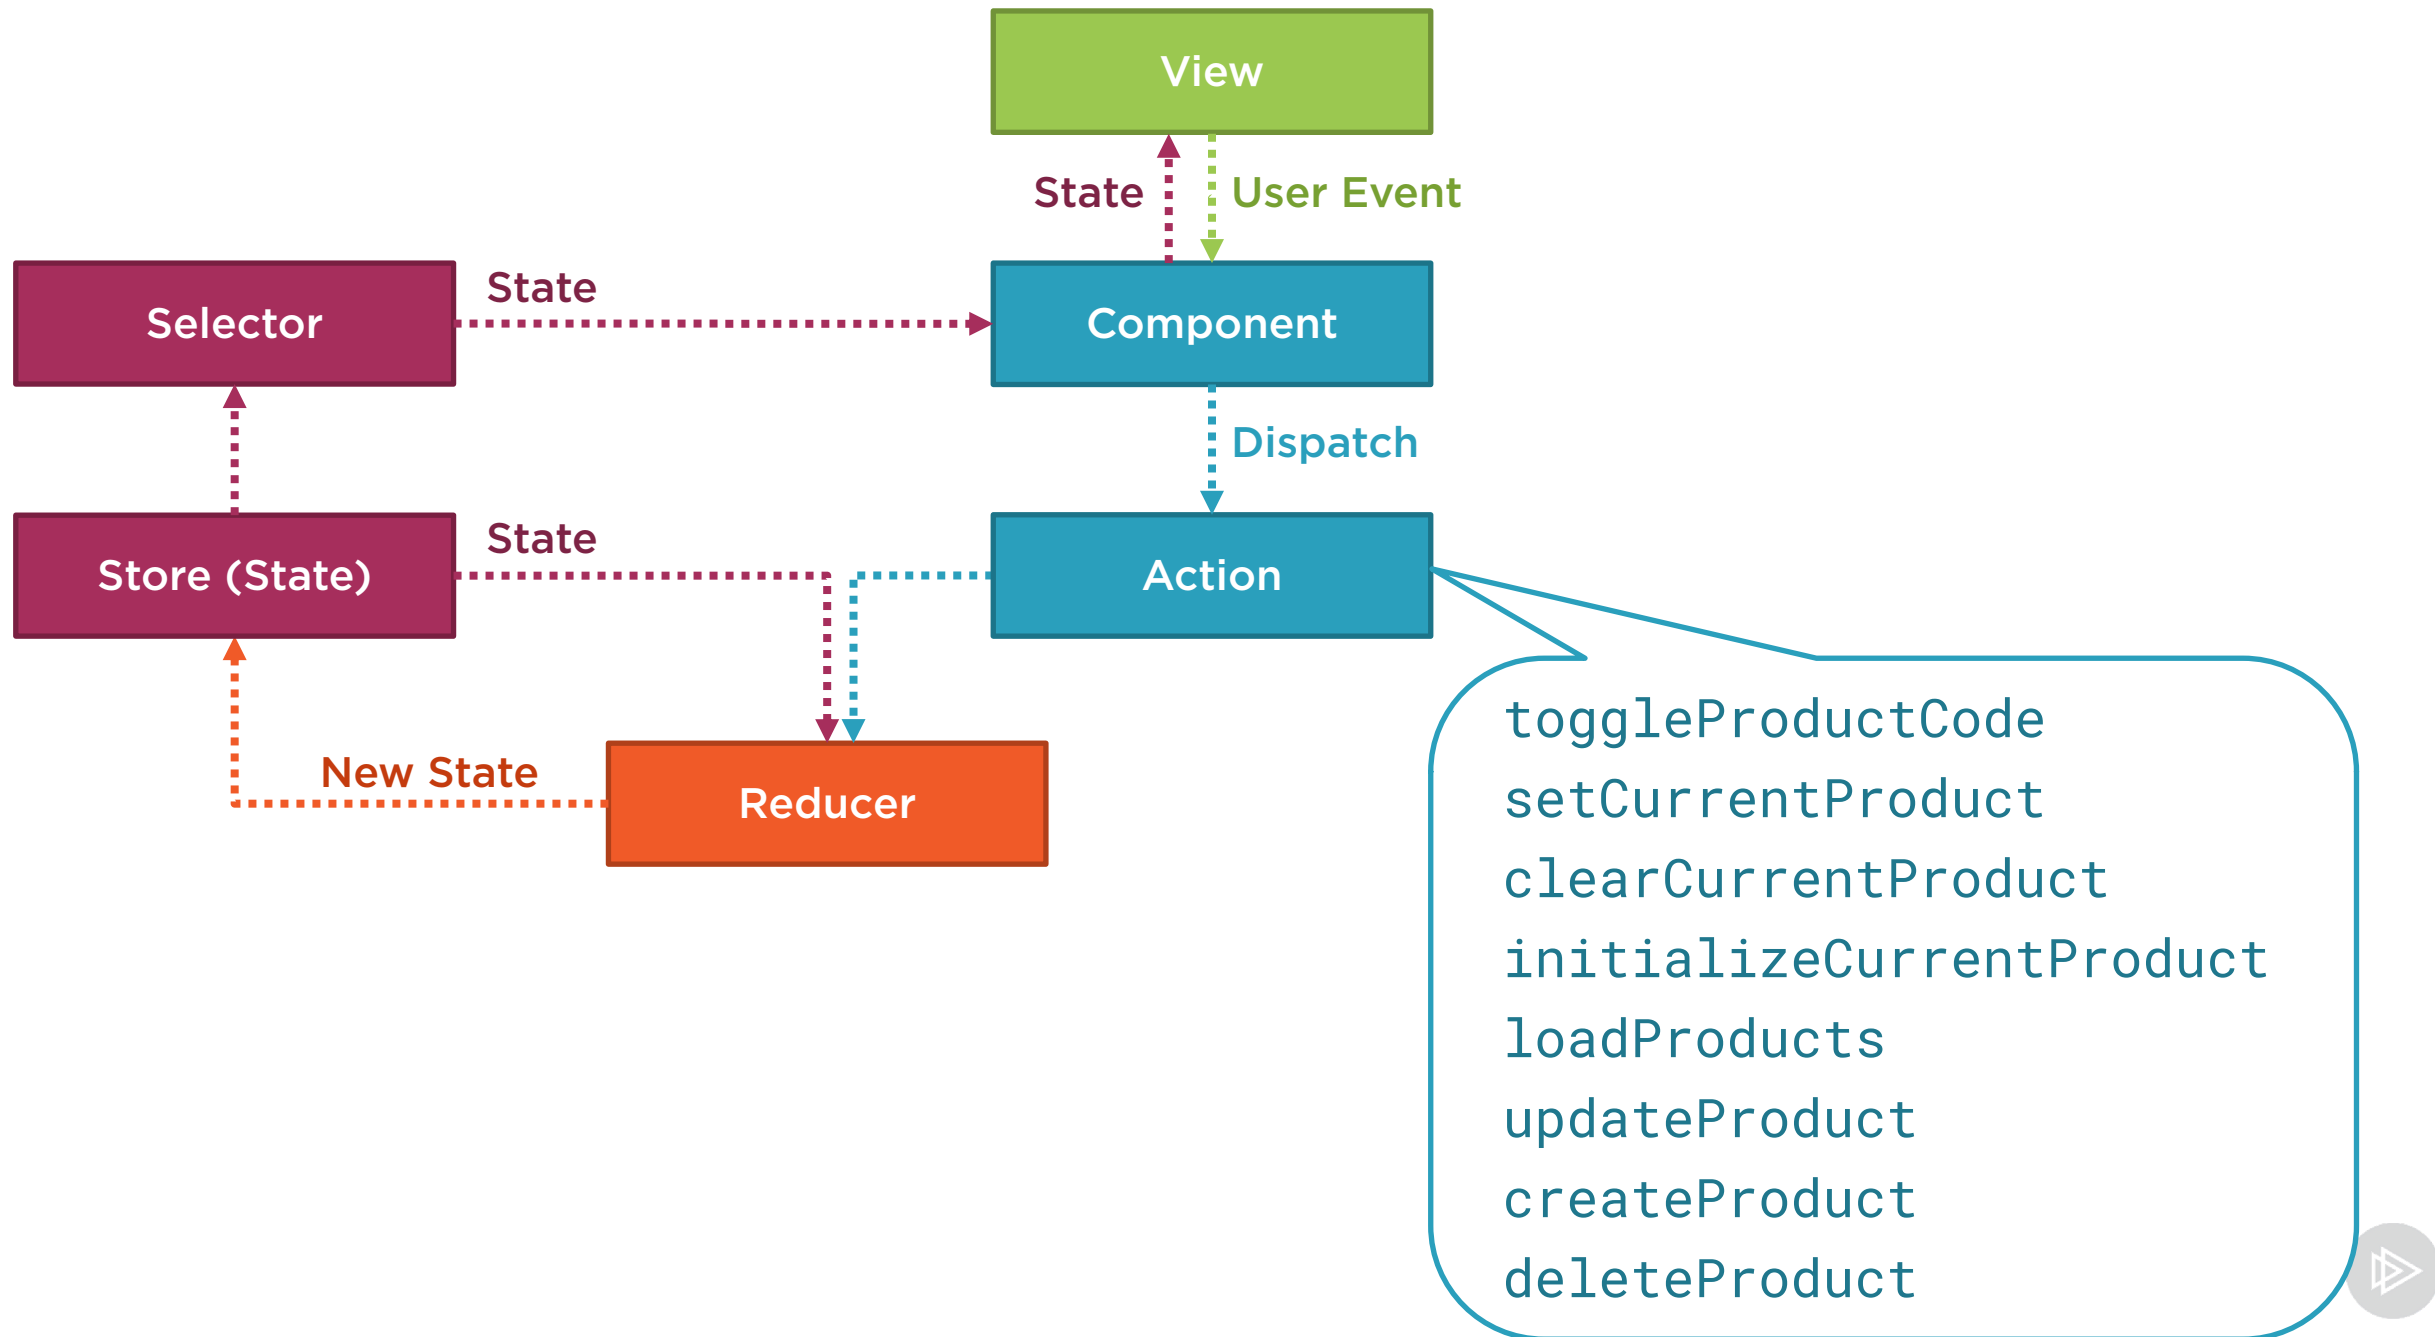 View
State
User Event
Selector
State
Component
Dispatch
Store (State)
State
Action
New State
Reducer
toggleProductCode
setCurrentProduct
clearCurrentProduct
initializeCurrentProduct
loadProducts
updateProduct
createProduct
deleteProduct